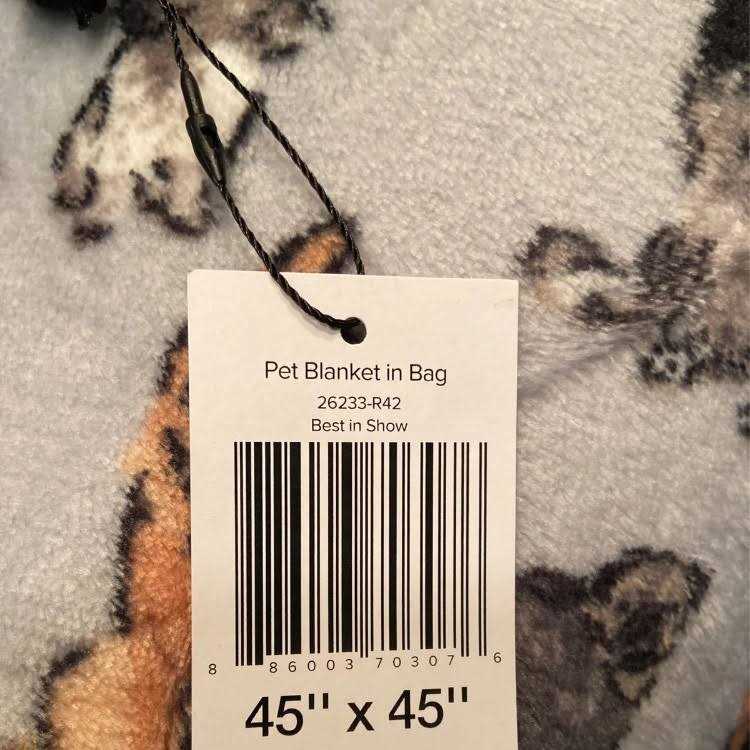 Pet Blanket in Bag
26233-R42
Best in Show
8 86003 70307 6
45" x 45"